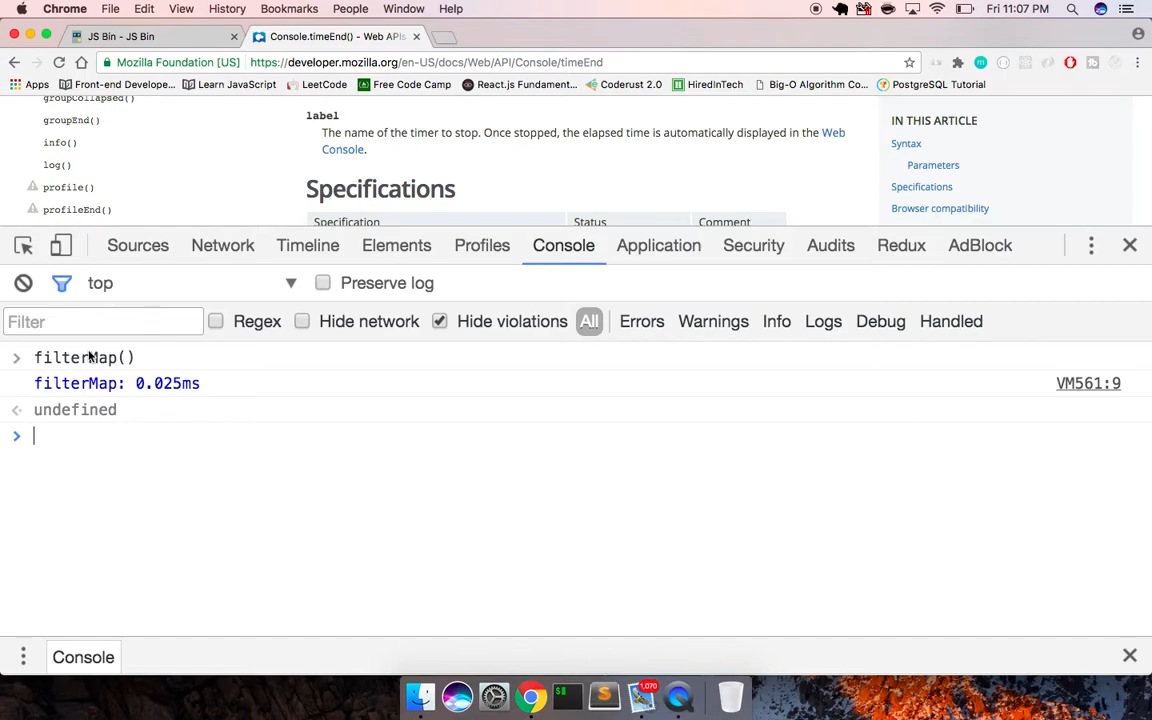 Chrome File Edit View History Bookmarks People Window Help Fri 11:07 PM
JS Bin - JS Bin Console.timeEnd() - Web APIs
Mozilla Foundation [US] https://developer.mozilla.org/en-US/docs/Web/API/Console/timeEnd
Apps Front-end Develope... Learn JavaScript LeetCode Free Code Camp React.js Fundament... Coderust 2.0 HiredInTech Big-O Algorithm Co... PostgreSQL Tutorial
groupCollapsed()
groupEnd()
info()
log()
profile()
profileEnd()
label
The name of the timer to stop. Once stopped, the elapsed time is automatically displayed in the Web
Console.
Specifications
Specification Status Comment
IN THIS ARTICLE
Syntax
Parameters
Specifications
Browser compatibility
Sources Network Timeline Elements Profiles Console Application Security Audits Redux AdBlock
top Preserve log
Filter Regex Hide network Hide violations All Errors Warnings Info Logs Debug Handled
> filterMap()
filterMap: 0.025ms VM561:9
undefined
>
Console
1,070